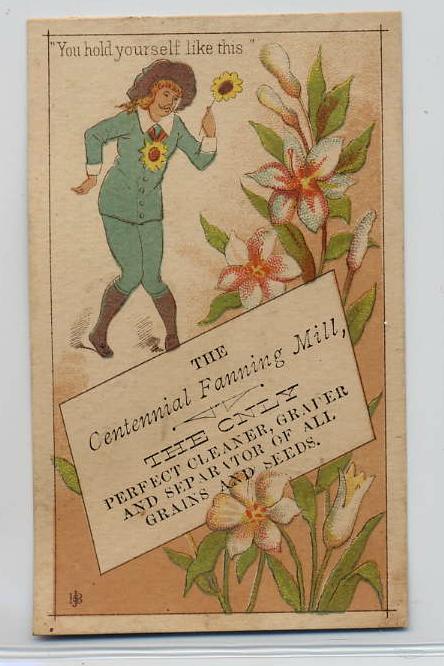 "You hold yourself like this"
THE
Centennial Fanning Mill,
THE ONLY
PERFECT CLEANER, GRADER
AND SEPARATOR OF ALL
GRAINS AND SEEDS.